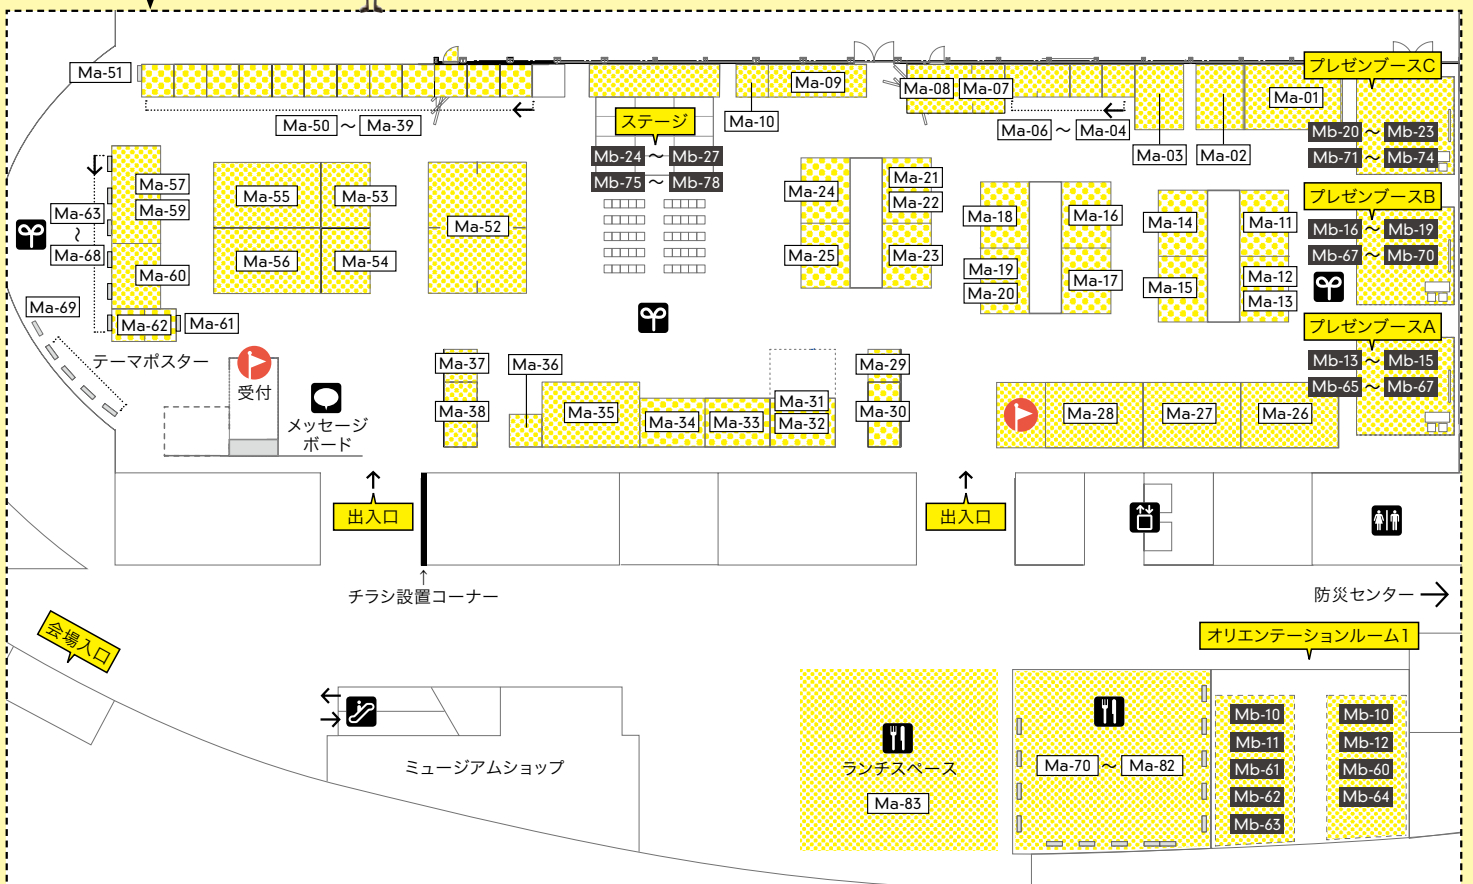 Ma-51
Ma-50 〜 Ma-39
ステージ
Mb-24 〜 Mb-27
Mb-75 〜 Mb-78
Ma-10
Ma-09
Ma-08
Ma-07
Ma-06 〜 Ma-04
Ma-03
Ma-02
Ma-01
プレゼンブースC
Mb-20 〜 Mb-23
Mb-71 〜 Mb-74
Ma-57
Ma-59
Ma-63
〜
Ma-68
Ma-60
Ma-62
Ma-61
Ma-69
テーマポスター
Ma-55
Ma-53
Ma-56
Ma-54
Ma-52
Ma-24
Ma-21
Ma-22
Ma-25
Ma-23
Ma-18
Ma-16
Ma-19
Ma-20
Ma-17
Ma-14
Ma-11
Ma-15
Ma-12
Ma-13
プレゼンブースB
Mb-16 〜 Mb-19
Mb-67 〜 Mb-70
プレゼンブースA
Mb-13 〜 Mb-15
Mb-65 〜 Mb-67
受付
メッセージ
ボード
Ma-37
Ma-38
Ma-36
Ma-35
Ma-34
Ma-33
Ma-31
Ma-32
Ma-29
Ma-30
Ma-28
Ma-27
Ma-26
出入口
出入口
チラシ設置コーナー
防災センター
会場入口
ミュージアムショップ
ランチスペース
Ma-83
Ma-70 〜 Ma-82
オリエンテーションルーム1
Mb-10
Mb-11
Mb-61
Mb-62
Mb-63
Mb-10
Mb-12
Mb-60
Mb-64